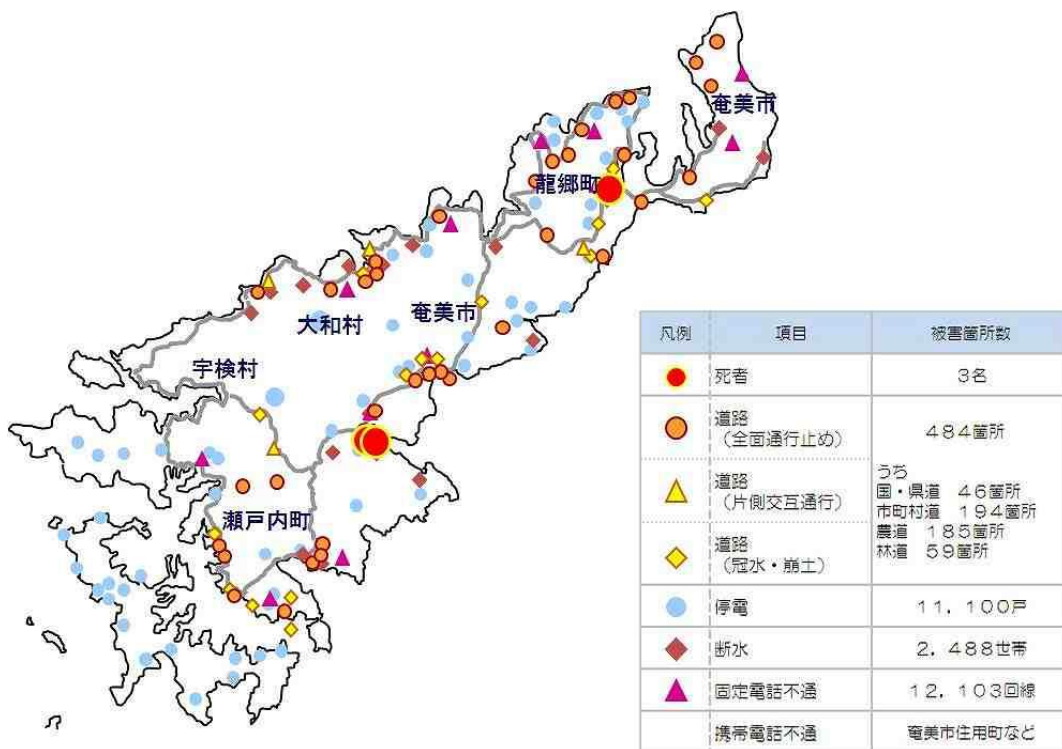 奄美市
龍郷町
奄美市
大和村
宇検村
瀬戸内町
凡例 項目 被害箇所数
死者 3名
道路
(全面通行止め)
484箇所
道路
(片側交互通行)
道路
(冠水・崩土)
うち
国・県道 46箇所
市町村道 194箇所
農道 185箇所
林道 59箇所
停電 11,100戸
断水 2,488世帯
固定電話不通 12,103回線
携帯電話不通 奄美市住用町など